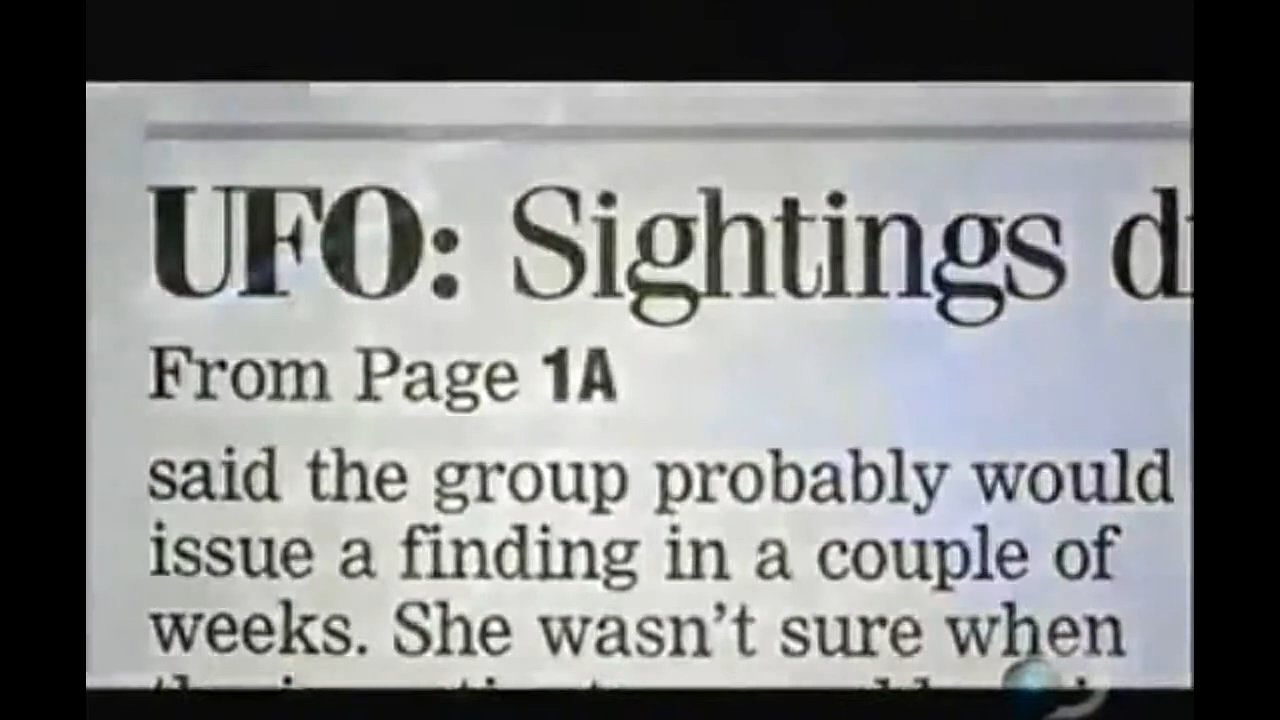 UFO: Sightings
From Page 1A
said the group probably would
issue a finding in a couple of
weeks. She wasn't sure when